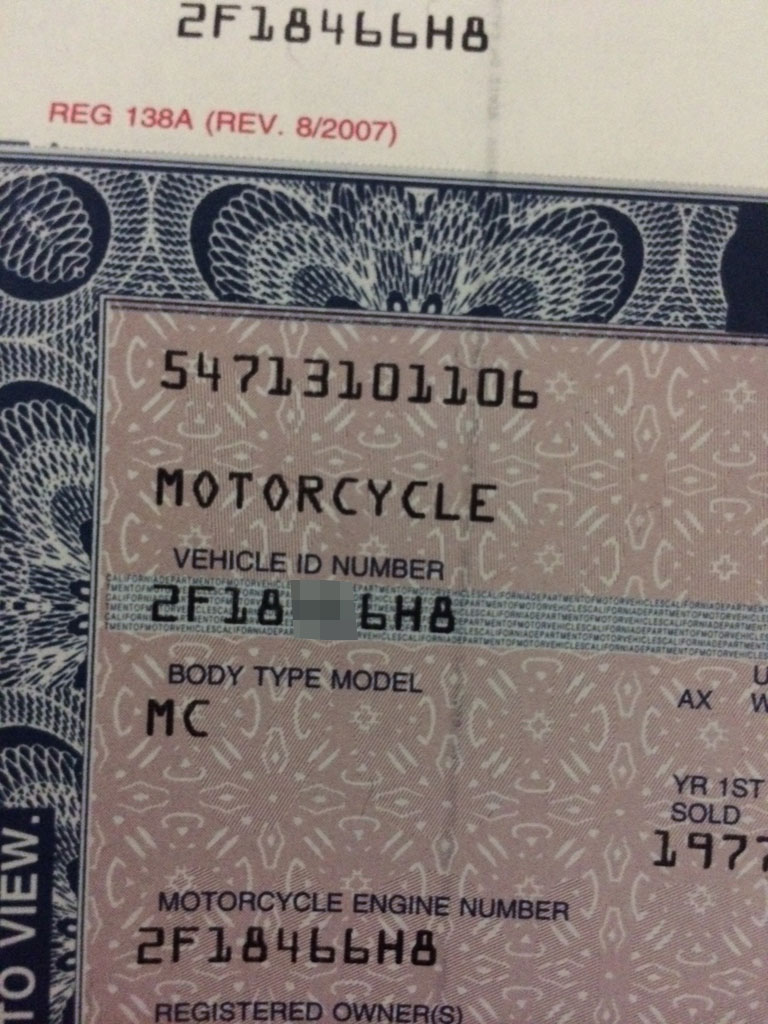 2F18466H8
REG 138A (REV. 8/2007)
54713101106
MOTORCYCLE
VEHICLE ID NUMBER
2F18 6H8
BODY TYPE MODEL
AX
MC
YR 1ST
SOLD
1977
MOTORCYCLE ENGINE NUMBER
2F18466H8
REGISTERED OWNER(S)
TO VIEW.